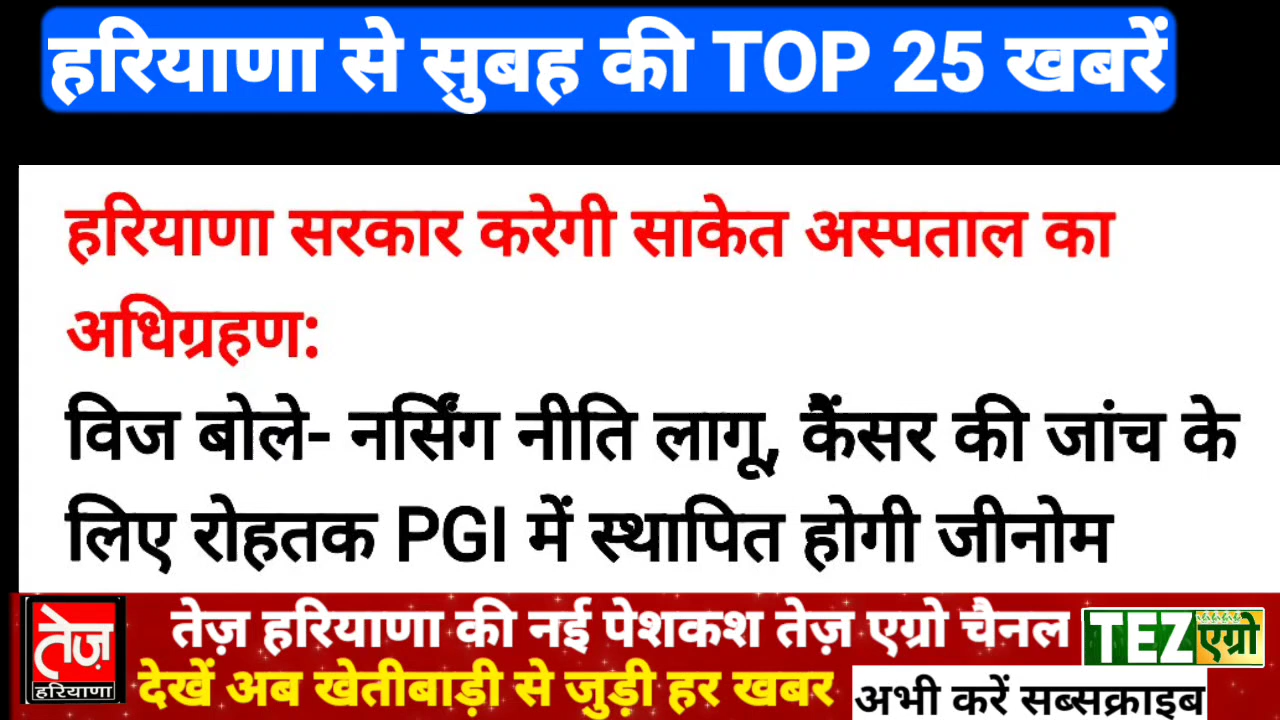 हरियाणा से सुबह की TOP 25 खबरें
हरियाणा सरकार करेगी साकेत अस्पताल का
अधिग्रहण:
विज बोले- नर्सिंग नीति लागू, कैंसर की जांच के
लिए रोहतक PGI में स्थापित होगी जीनोम
तेज़ हरियाणा
तेज़ हरियाणा की नई पेशकश तेज़ एग्रो चैनल
TEZ एग्रो
देखें अब खेतीबाड़ी से जुड़ी हर खबर
अभी करें सब्सक्राइब